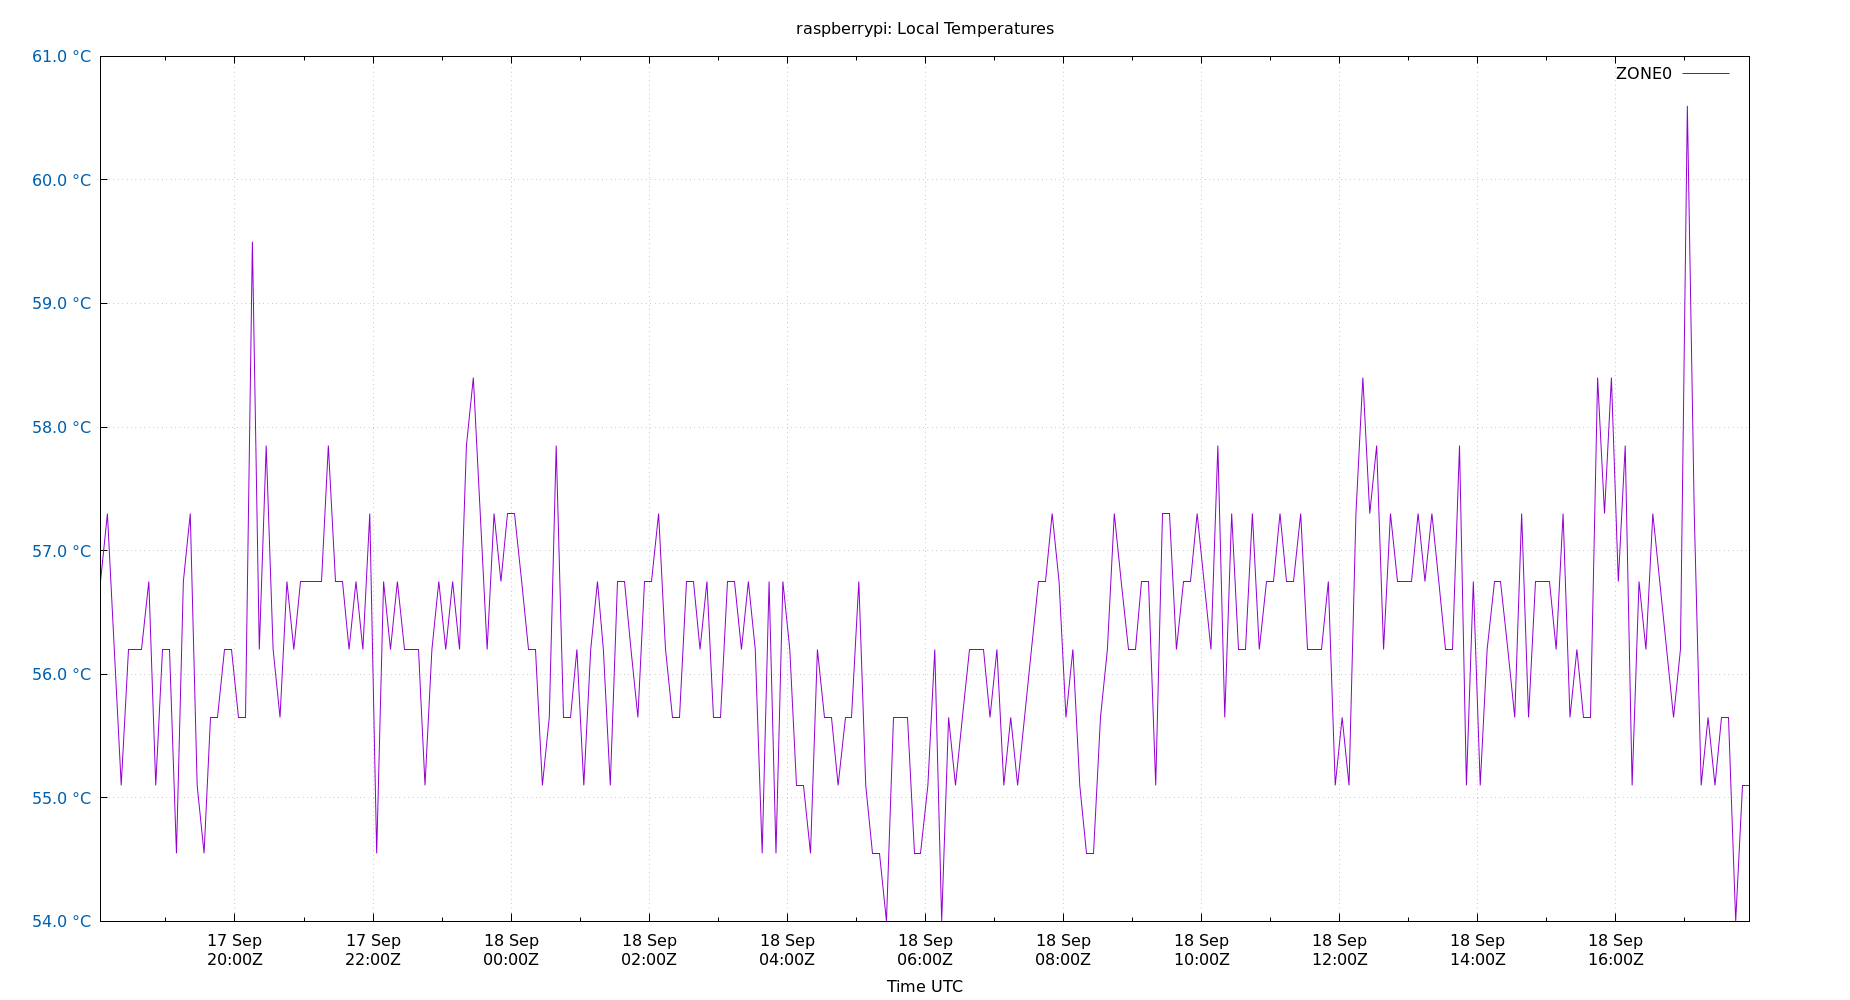 raspberrypi: Local Temperatures
61.0 °C
ZONE0
60.0 °C
59.0 °C
58.0 °C
57.0 °C
56.0 °C
55.0 °C
54.0 °C
17 Sep 17 Sep 18 Sep 18 Sep 18 Sep 18 Sep 18 Sep 18 Sep 18 Sep 18 Sep 18 Sep
20:00Z 22:00Z 00:00Z 02:00Z 04:00Z 06:00Z 08:00Z 10:00Z 12:00Z 14:00Z 16:00Z
Time UTC